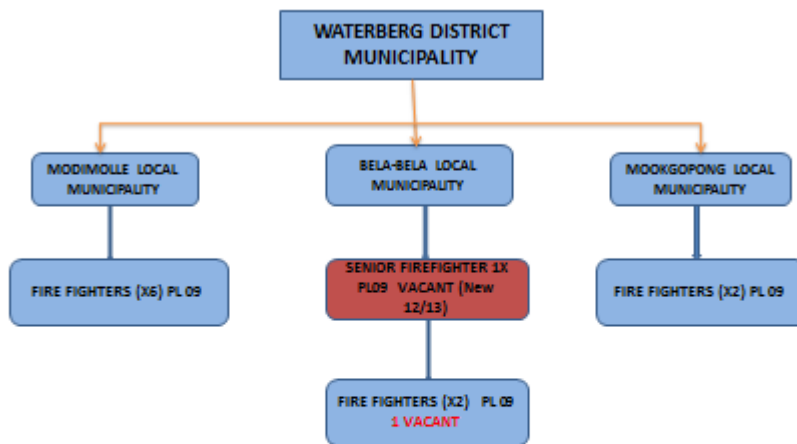 WATERBERG DISTRICT
MUNICIPALITY
MODIMOLLE LOCAL
MUNICIPALITY
BELA-BELA LOCAL
MUNICIPALITY
MOOKGOPONG LOCAL
MUNICIPALITY
FIRE FIGHTERS (X6) PL 09
SENIOR FIREFIGHTER 1X
PL09 VACANT (New
12/13)
FIRE FIGHTERS (X2) PL 09
FIRE FIGHTERS (X2) PL 09
1 VACANT